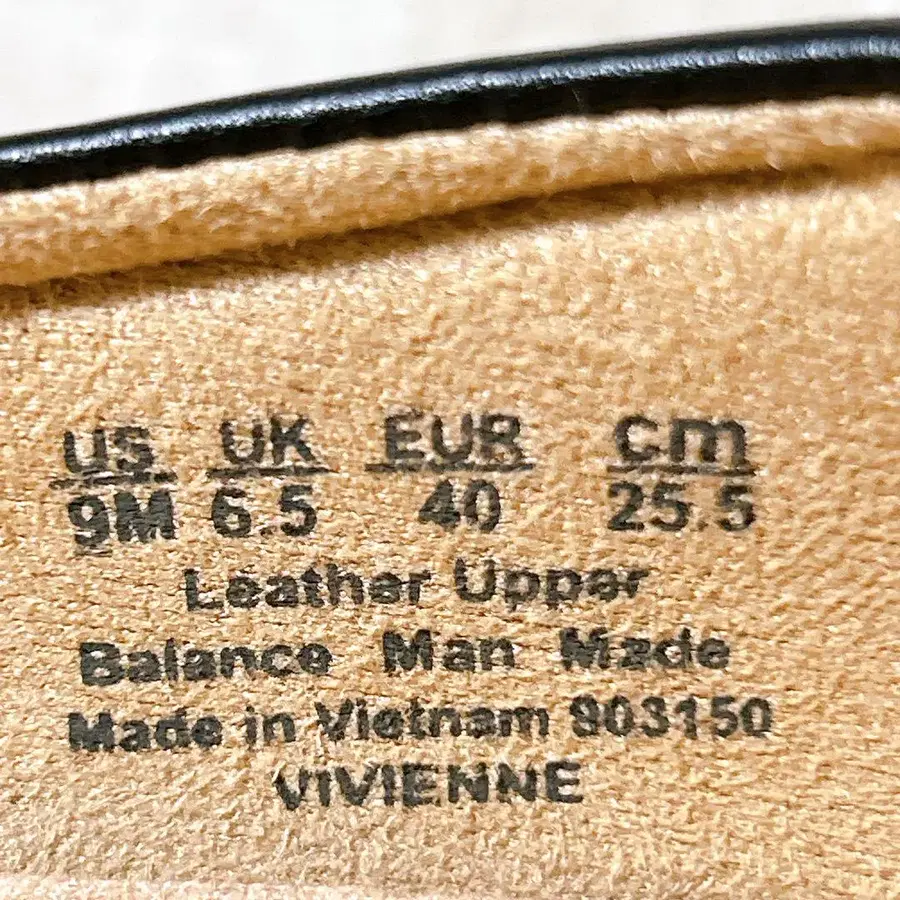 US UK EUR cm
9M 6.5 40 25.5
Leather Upper
Balance Man Made
Made in Vietnam 903150
VIVIENNE